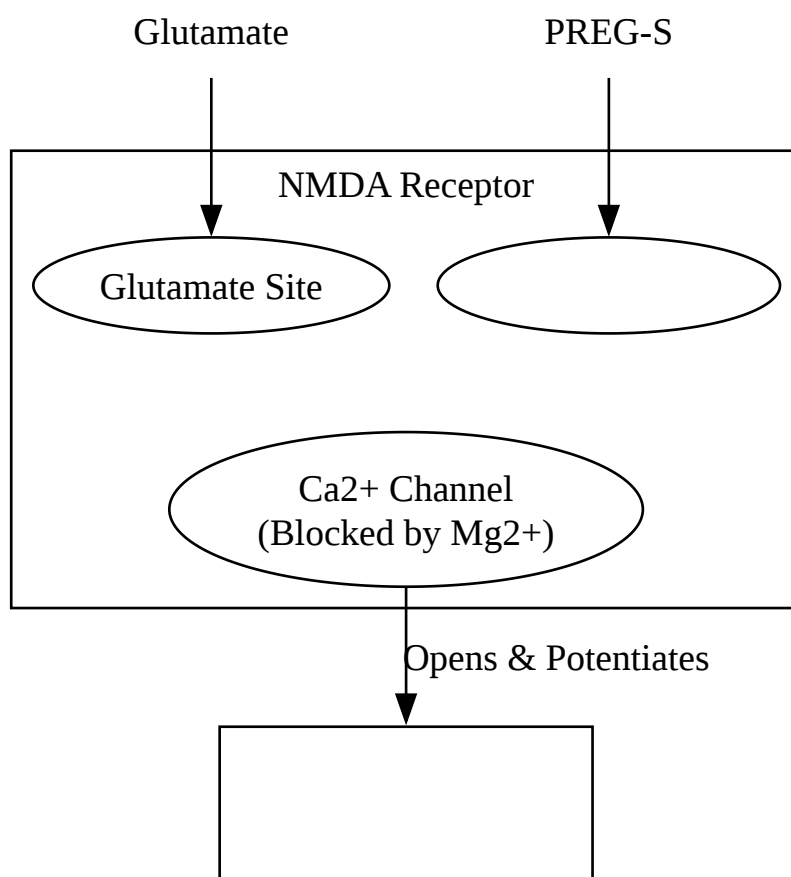 Glutamate
PREG-S
NMDA Receptor
Glutamate Site
Ca2+ Channel
(Blocked by Mg2+)
Opens & Potentiates